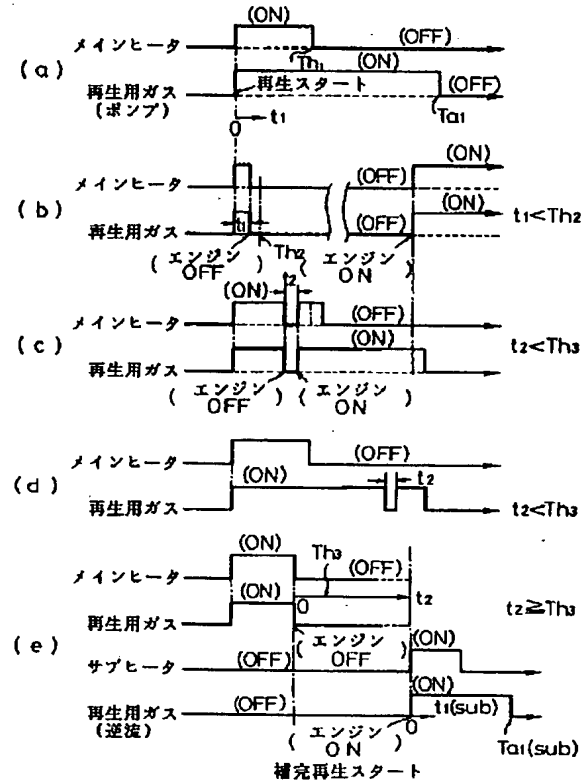 (ON)
メインヒータ
(OFF)
(a)
Th1
(ON)
再生用ガス
(ポンプ)
再生スタート
(OFF)
t1
Ta1
0
(ON)
メインヒータ
(OFF)
(b)
(ON)
t1<Th2
t1
再生用ガス
(OFF)
(エンジン OFF)
Th2
(エンジン ON)
t2
(ON)
メインヒータ
(OFF)
(c)
(ON)
t2<Th3
再生用ガス
(エンジン OFF)
(エンジン ON)
メインヒータ
(OFF)
(d)
(ON)
t2
再生用ガス
t2<Th3
(ON)
Th3
メインヒータ
(OFF)
(ON)
0
t2
t2≧Th3
再生用ガス
(エンジン OFF)
(e)
(ON)
サブヒータ
(OFF)
(ON)
再生用ガス
(逆流)
(OFF)
t1(sub)
(エンジン ON)
0
Ta1(sub)
補完再生スタート